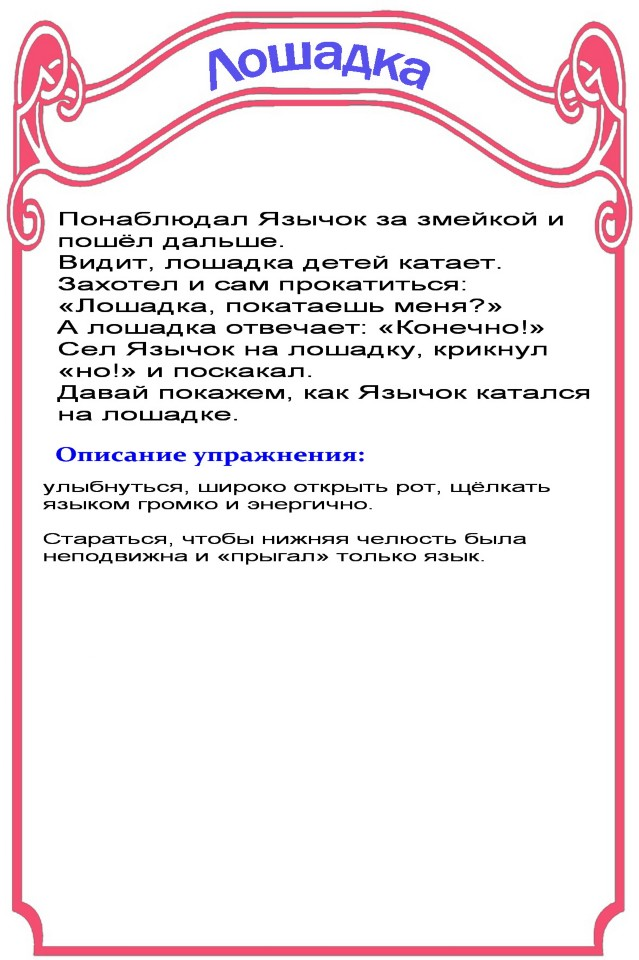 Лошадка
Понаблюдал Язычок за змейкой и
пошёл дальше.
Видит, лошадка детей катает.
Захотел и сам прокатиться:
«Лошадка, покатаешь меня?»
А лошадка отвечает: «Конечно!»
Сел Язычок на лошадку, крикнул
«но!» и поскакал.
Давай покажем, как Язычок катался
на лошадке.
Описание упражнения:
улыбнуться, широко открыть рот, щёлкать
языком громко и энергично.
Стараться, чтобы нижняя челюсть была
неподвижна и «прыгал» только язык.